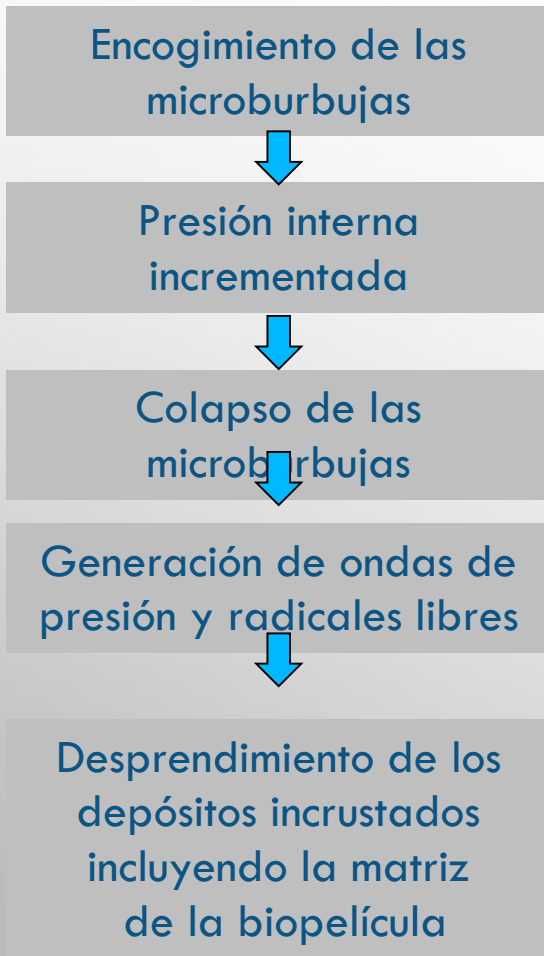 Encogimiento de las
microburbujas
Presión interna
incrementada
Colapso de las
microburbujas
Generación de ondas de
presión y radicales libres
Desprendimiento de los
depósitos incrustados
incluyendo la matriz
de la biopelícula